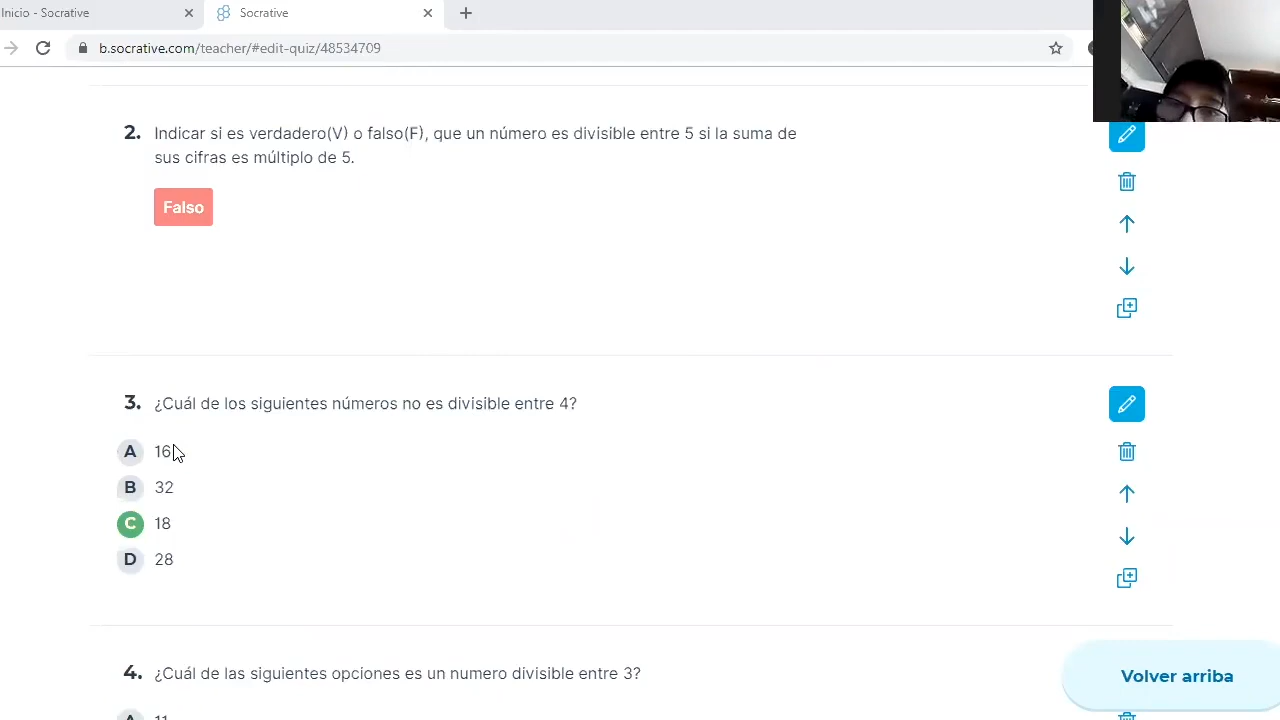 Inicio - Socrative
Socrative
b.socrative.com/teacher/#edit-quiz/48534709
2. Indicar si es verdadero(V) o falso(F), que un número es divisible entre 5 si la suma de
sus cifras es múltiplo de 5.
Falso
3. ¿Cuál de los siguientes números no es divisible entre 4?
A 16
B 32
C 18
D 28
4. ¿Cuál de las siguientes opciones es un numero divisible entre 3?
A 11
Volver arriba